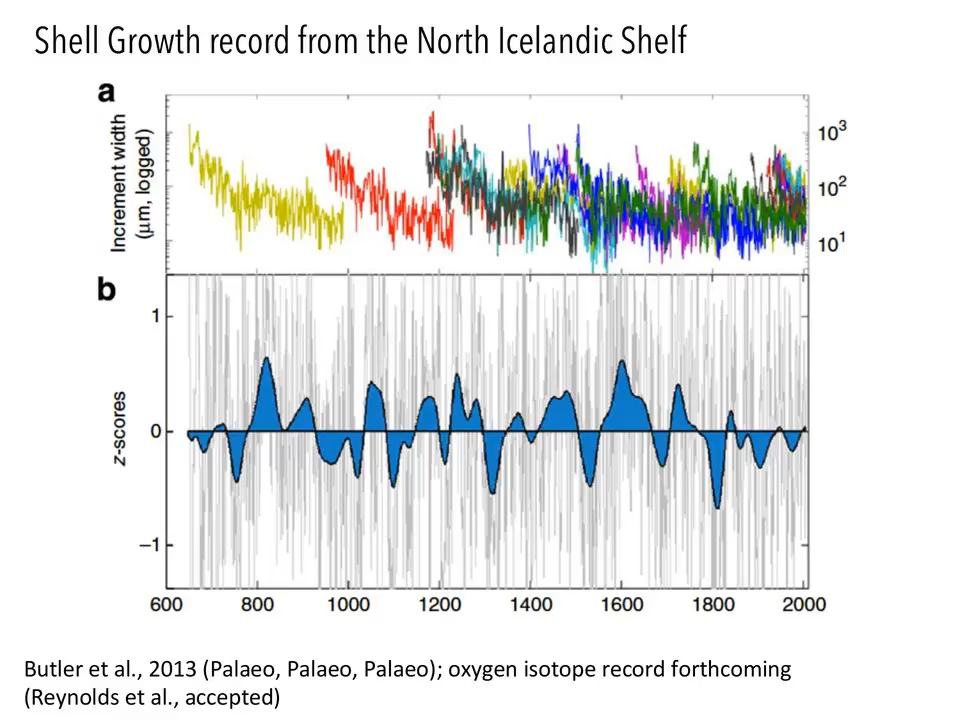 Shell Growth record from the North Icelandic Shelf
a
Increment width
(µm, logged)
10³
10²
10¹
b
1
0
–1
z-scores
600 800 1000 1200 1400 1600 1800 2000
Butler et al., 2013 (Palaeo, Palaeo, Palaeo); oxygen isotope record forthcoming
(Reynolds et al., accepted)